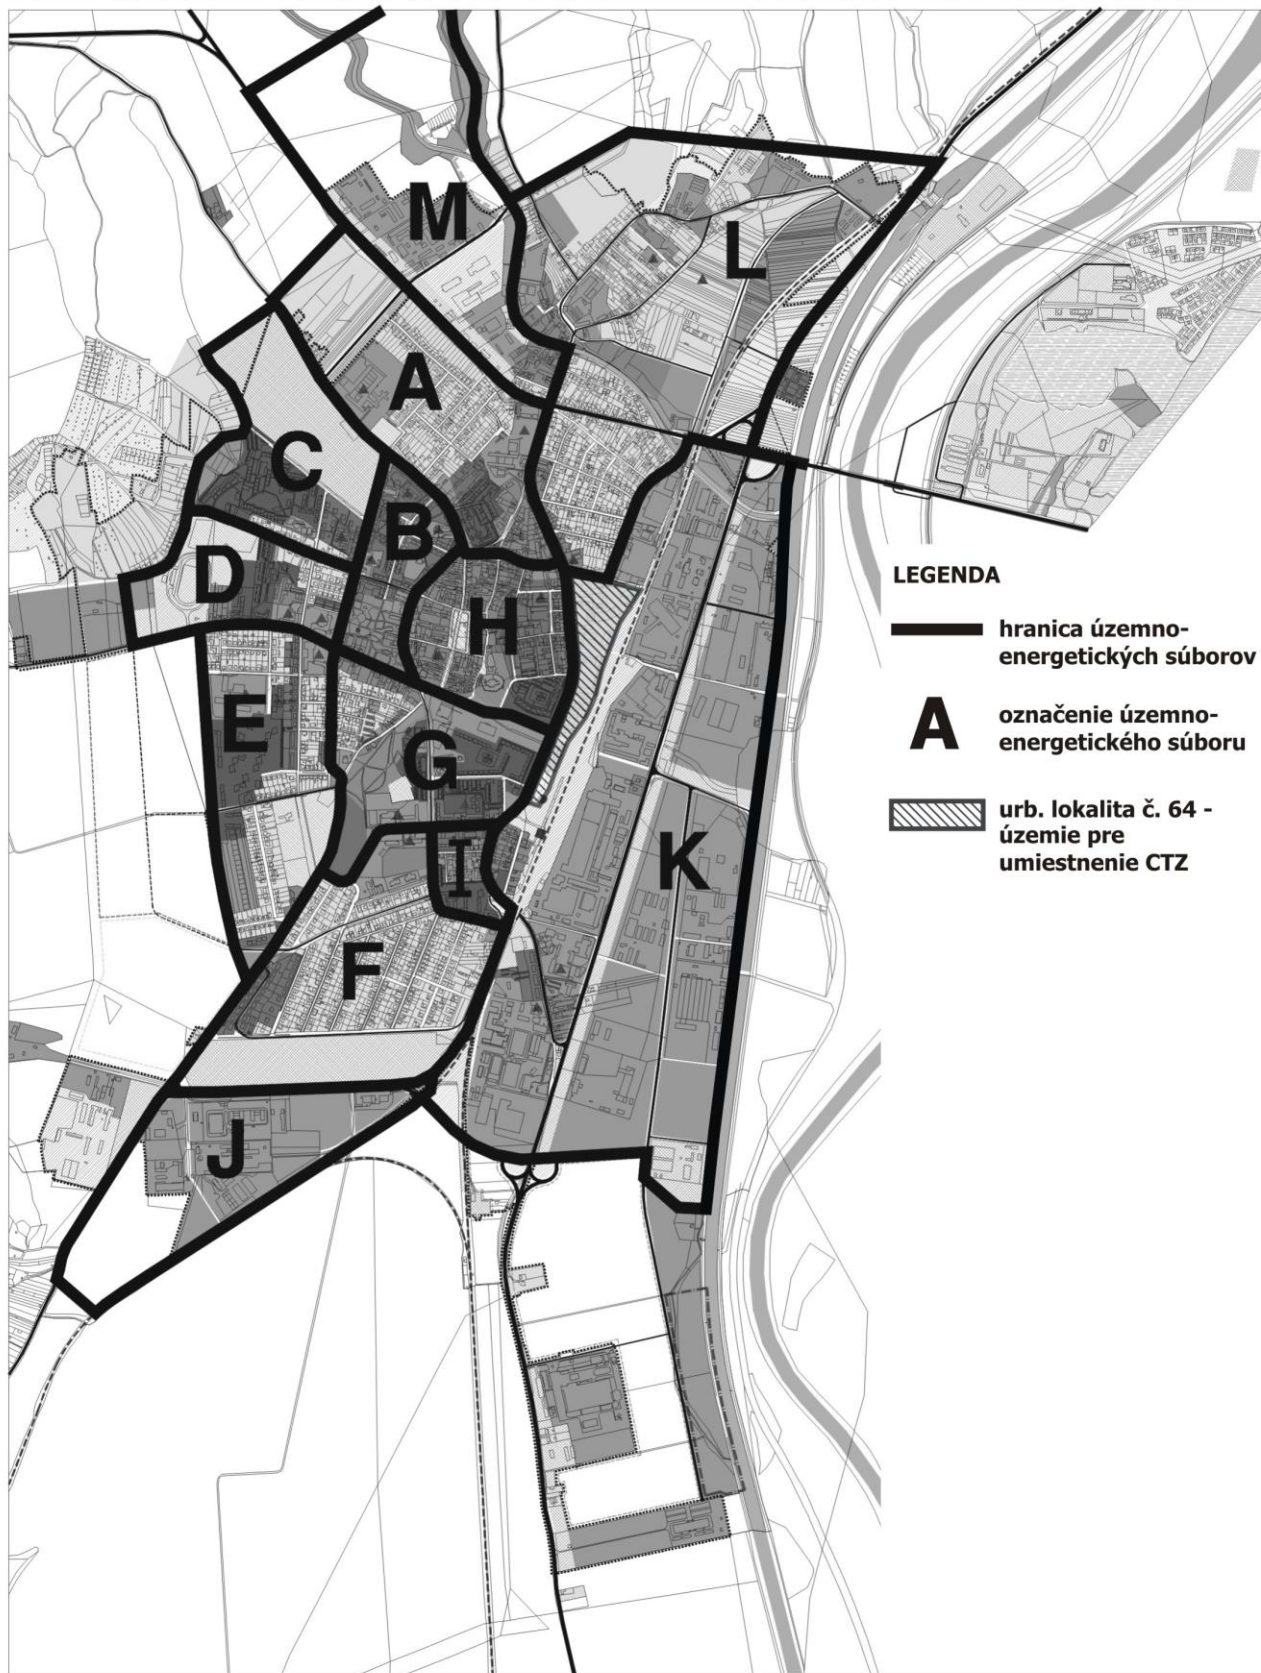 M
L
A
C
B
D
H
E
G
K
I
F
J
LEGENDA
hranica územno-
energetických súborov
A
označenie územno-
energetického súboru
urb. lokalita č. 64 -
územie pre
umiestnenie CTZ